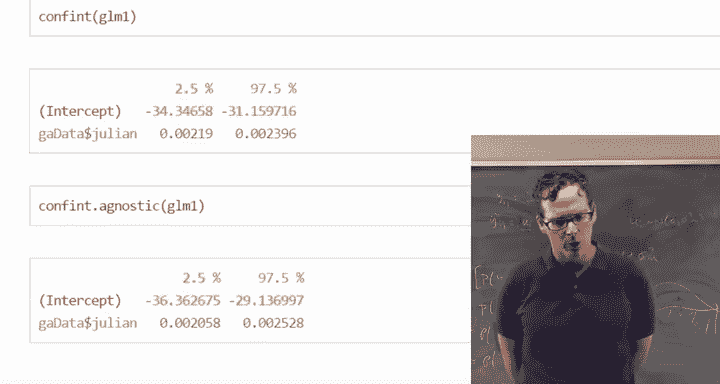 confint(glm1)
2.5 % 97.5 %
(Intercept) -34.34658 -31.159716
gaData$julian 0.00219 0.002396
confint.agnostic(glm1)
2.5 % 97.5 %
(Intercept) -36.362675 -29.136997
gaData$julian 0.002058 0.002528